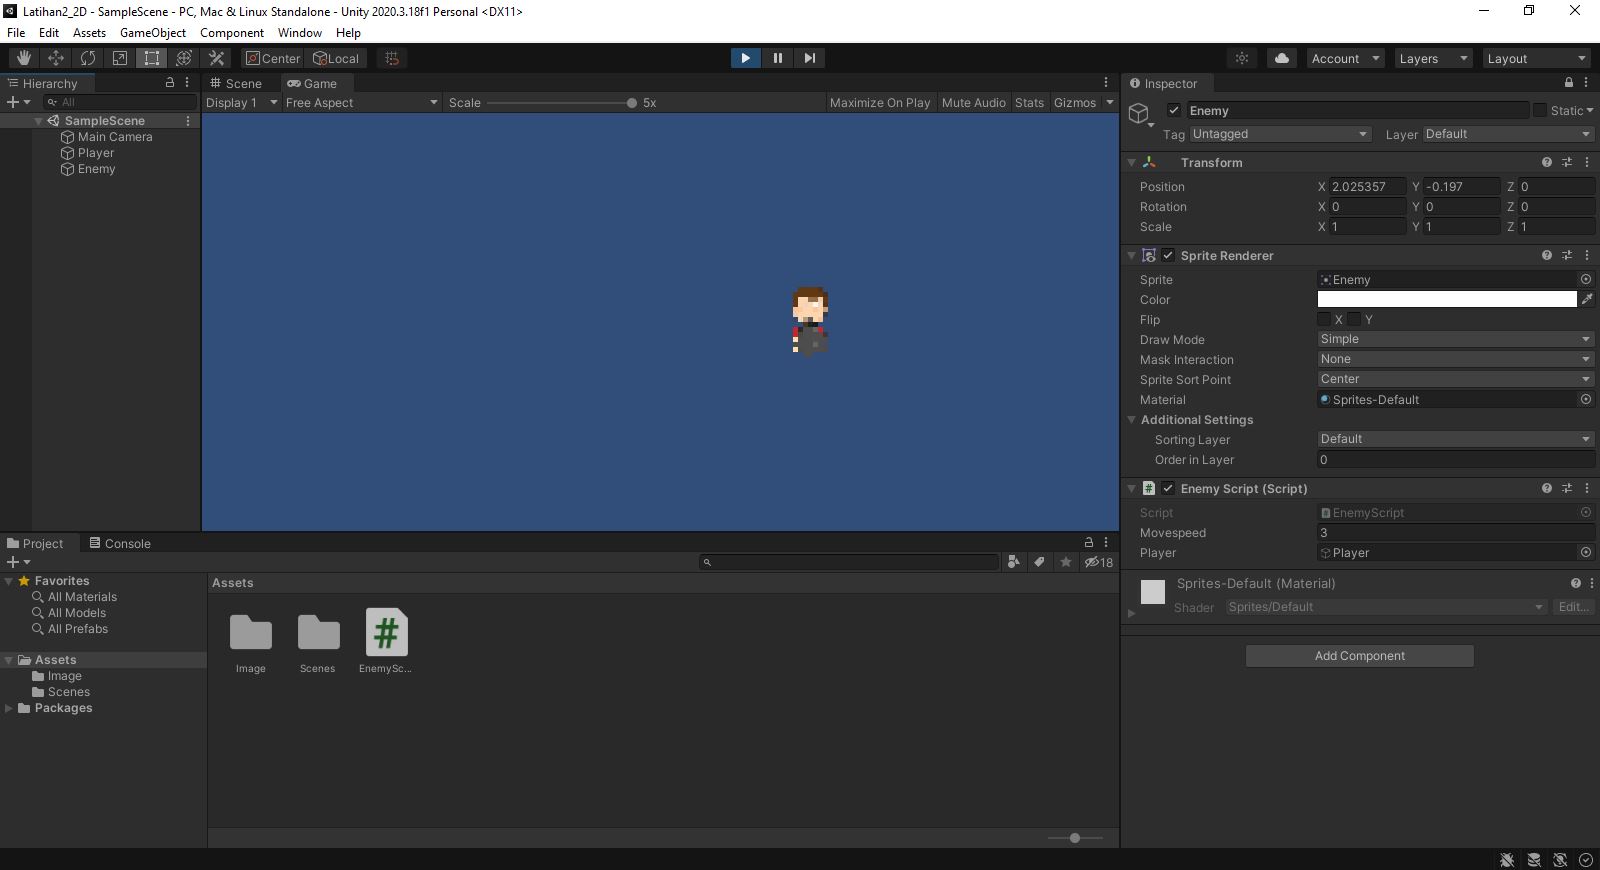 Latihan2_2D - SampleScene - PC, Mac & Linux Standalone - Unity 2020.3.18f1 Personal <DX11>
File Edit Assets GameObject Component Window Help
Center Local Account Layers Layout
Hierarchy
All
SampleScene
Main Camera
Player
Enemy
# Scene Game
Display 1 Free Aspect Scale 5x Maximize On Play Mute Audio Stats Gizmos
Inspector
Enemy Static
Tag Untagged Layer Default
Transform
Position X 2.025357 Y -0.197 Z 0
Rotation X 0 Y 0 Z 0
Scale X 1 Y 1 Z 1
Sprite Renderer
Sprite Enemy
Color
Flip X Y
Draw Mode Simple
Mask Interaction None
Sprite Sort Point Center
Material Sprites-Default
Additional Settings
Sorting Layer Default
Order in Layer 0
# Enemy Script (Script)
Script EnemyScript
Movespeed 3
Player Player
Sprites-Default (Material)
Shader Sprites/Default Edit...
Add Component
Project Console
18
Favorites
All Materials
All Models
All Prefabs
Assets
Image
Scenes
Packages
Assets
#
Image Scenes EnemySc...